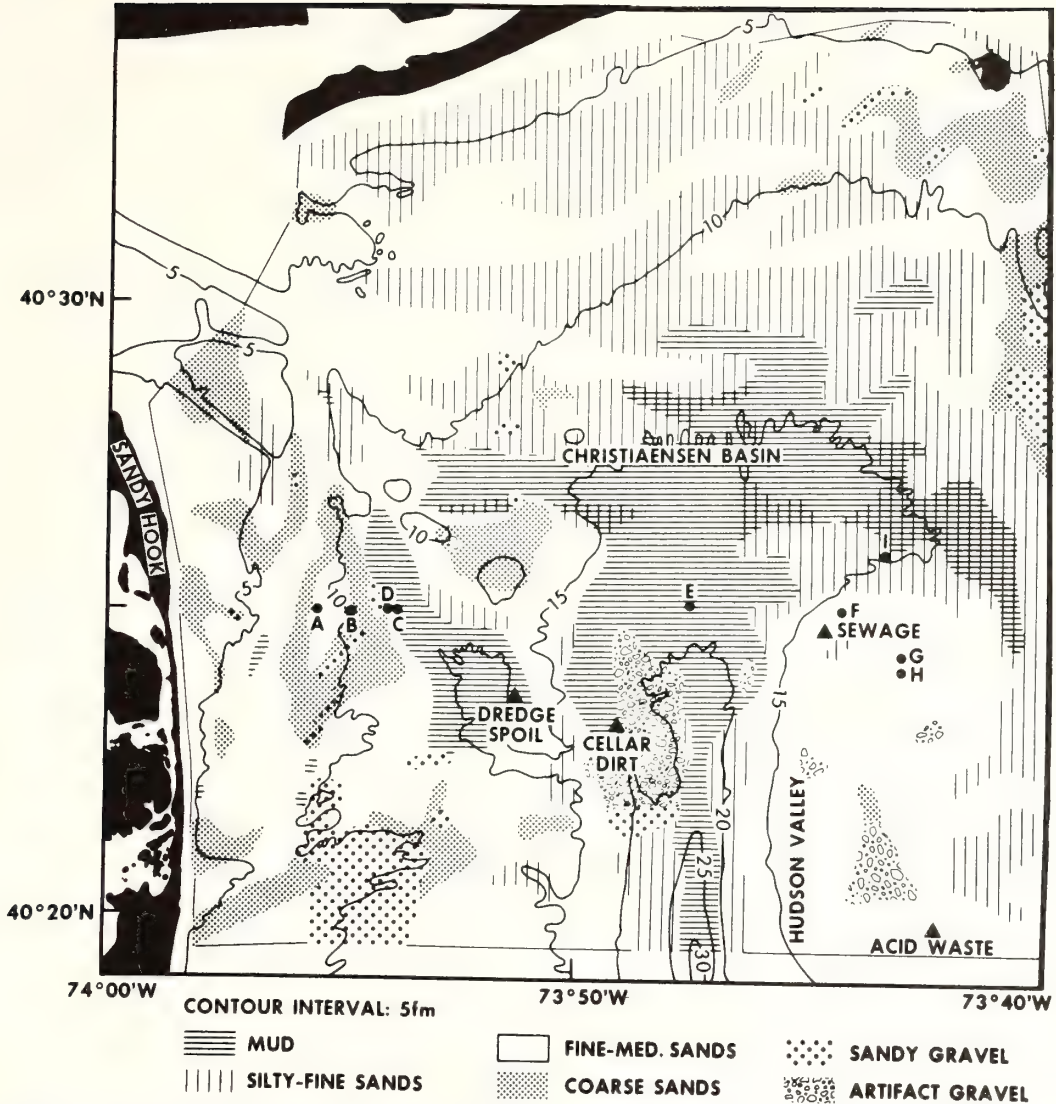 5
5
10
40°30'N
5
CHRISTIAENSEN BASIN
SANDY HOOK
10
15
I
5
10
D
E
A
B
C
F
SEWAGE
G
H
15
DREDGE
SPOIL
CELLAR
DIRT
20
25
HUDSON VALLEY
30
40°20'N
ACID WASTE
74°00'W
73°50'W
73°40'W
CONTOUR INTERVAL: 5fm
MUD
FINE-MED. SANDS
SANDY GRAVEL
SILTY-FINE SANDS
COARSE SANDS
ARTIFACT GRAVEL